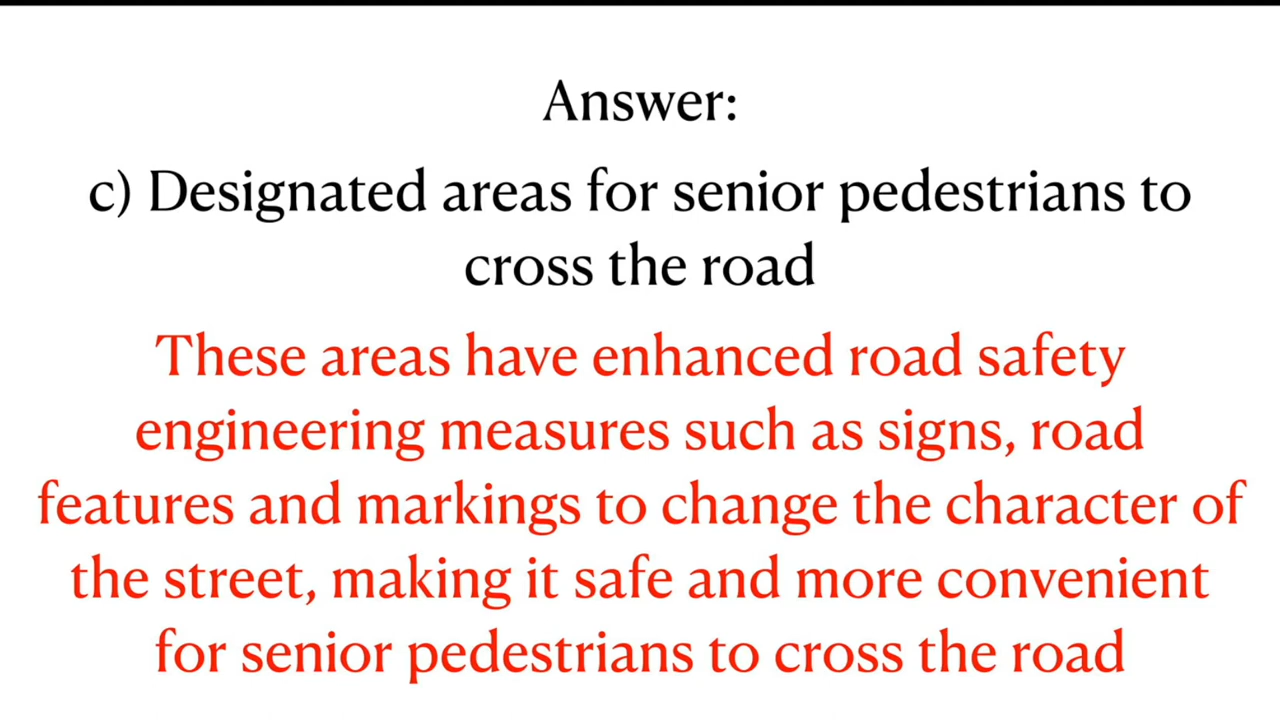 Answer:
c) Designated areas for senior pedestrians to
cross the road
These areas have enhanced road safety
engineering measures such as signs, road
features and markings to change the character of
the street, making it safe and more convenient
for senior pedestrians to cross the road